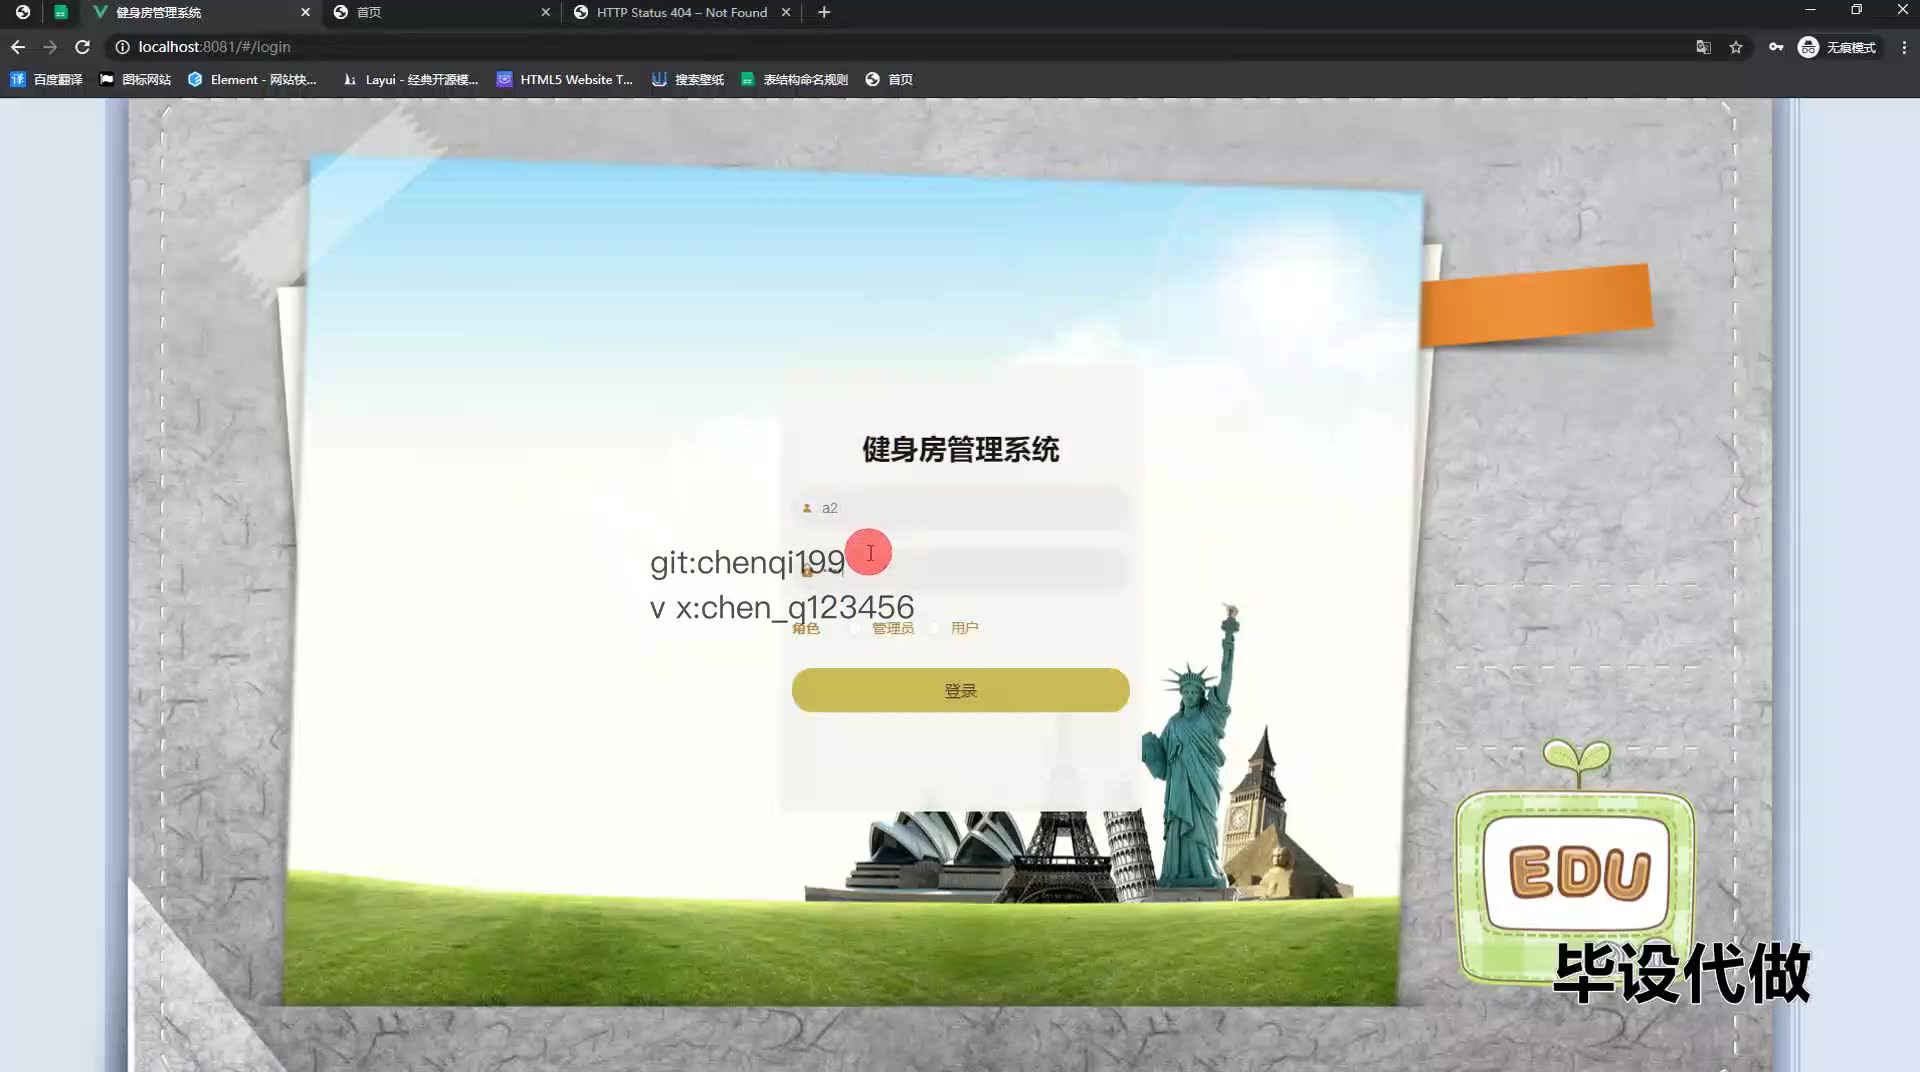 健身房管理系统
首页
HTTP Status 404 – Not Found
localhost:8081/#/login
无痕模式
百度翻译
图标网站
Element - 网站快...
Layui - 经典开源模...
HTML5 Website T...
搜索壁纸
表结构命名规则
首页
健身房管理系统
a2
git:chenqi199
v x:chen_q123456
角色
管理员
用户
登录
EDU
毕设代做